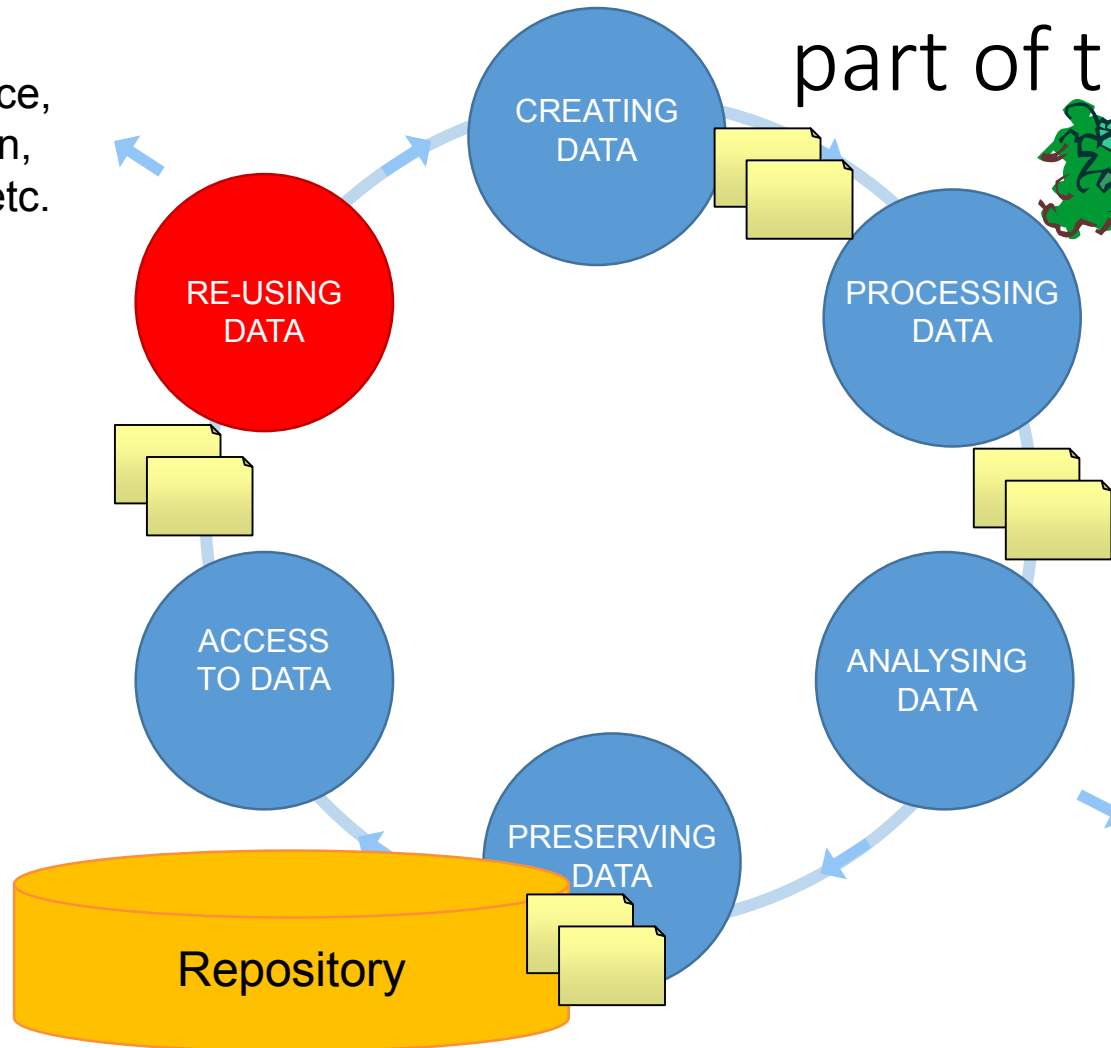 part of t
ce,
n,
etc.
CREATING
DATA
RE-USING
DATA
PROCESSING
DATA
ACCESS
TO DATA
ANALYSING
DATA
PRESERVING
DATA
Repository